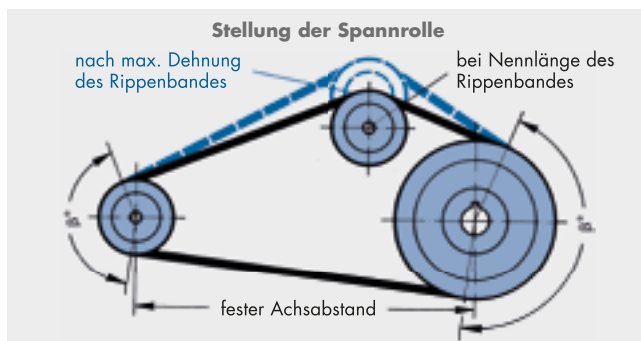 Stellung der Spannrolle
nach max. Dehnung
des Rippenbandes
bei Nennlänge des
Rippenbandes
β°
β°
fester Achsabstand